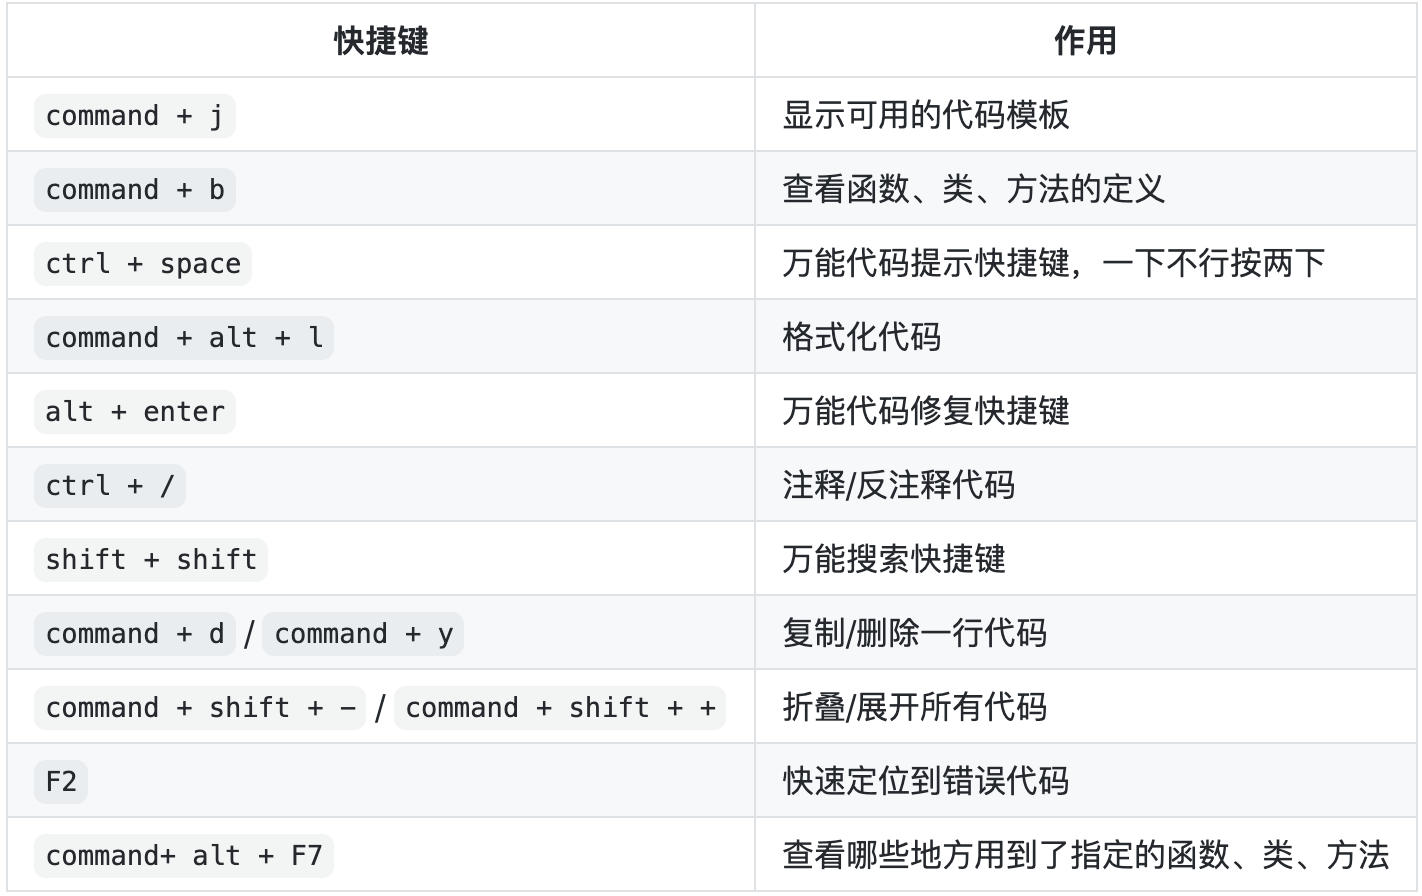 快捷键 作用
command + j 显示可用的代码模板
command + b 查看函数、类、方法的定义
ctrl + space 万能代码提示快捷键，一下不行按两下
command + alt + l 格式化代码
alt + enter 万能代码修复快捷键
ctrl + / 注释/反注释代码
shift + shift 万能搜索快捷键
command + d / command + y 复制/删除一行代码
command + shift + − / command + shift + + 折叠/展开所有代码
F2 快速定位到错误代码
command+ alt + F7 查看哪些地方用到了指定的函数、类、方法